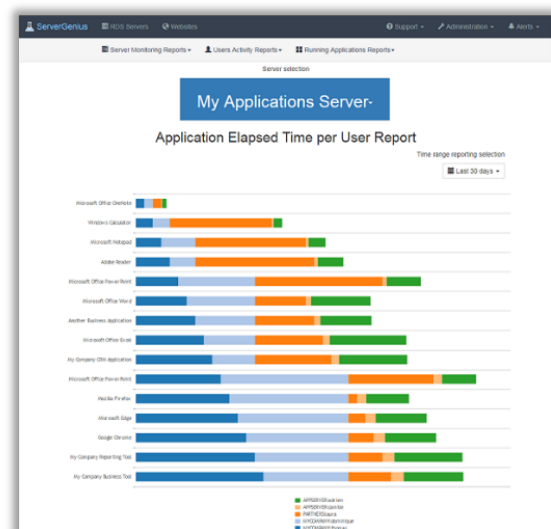 ServerGenius RDS Servers Websites Support Administration Alerts
Server Monitoring Reports Users Activity Reports Running Applications Reports
Server selection
My Applications Server
Application Elapsed Time per User Report
Time range reporting selection
Last 30 days
Microsoft Office OneNote
Windows Calculator
Microsoft Notepad
Adobe Reader
Microsoft Office Power Point
Microsoft Office Word
Another Business Application
Microsoft Office Excel
My Company CRM Application
Microsoft Office Power Point
Mozilla Firefox
Microsoft Edge
Google Chrome
My Company Reporting Tool
My Company Business Tool